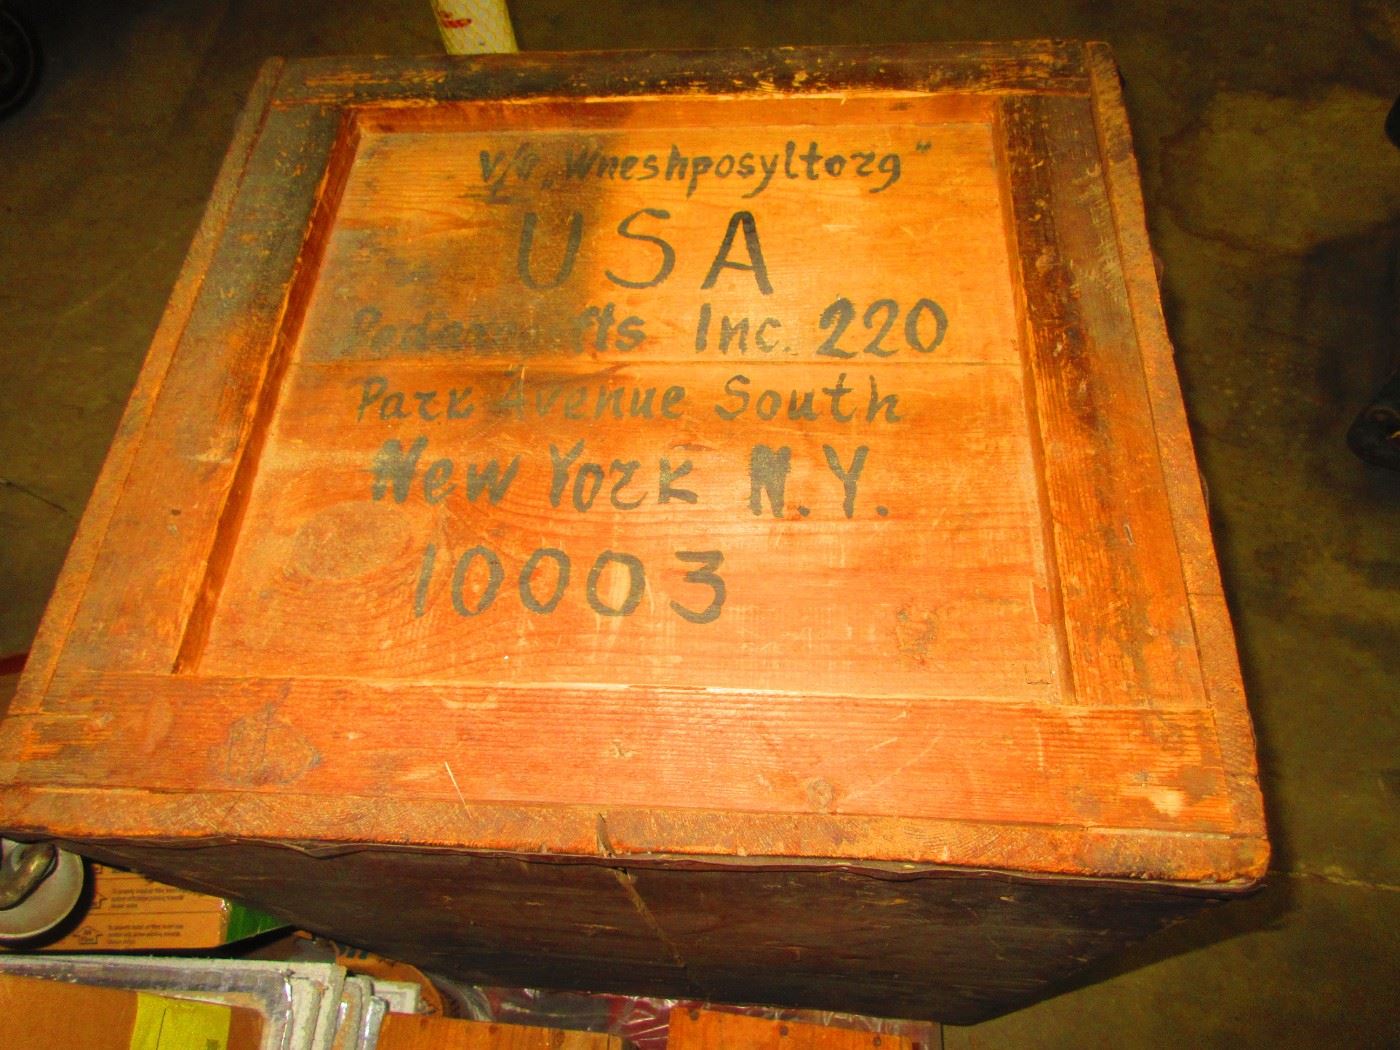 V/O „Wneshposyltorg"
USA
Inc. 220
Park Avenue South
New York N.Y.
10003